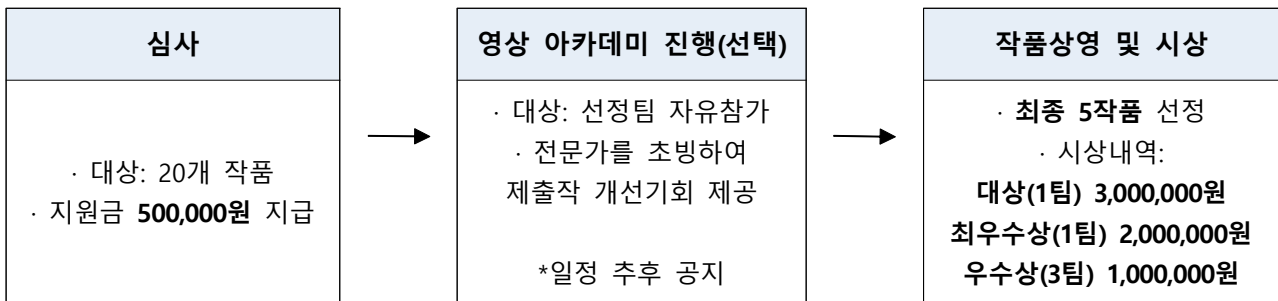 심사
· 대상: 20개 작품
· 지원금 500,000원 지급
영상 아카데미 진행(선택)
· 대상: 선정팀 자유참가
· 전문가를 초빙하여
제출작 개선기회 제공
*일정 추후 공지
작품상영 및 시상
· 최종 5작품 선정
· 시상내역:
대상(1팀) 3,000,000원
최우수상(1팀) 2,000,000원
우수상(3팀) 1,000,000원